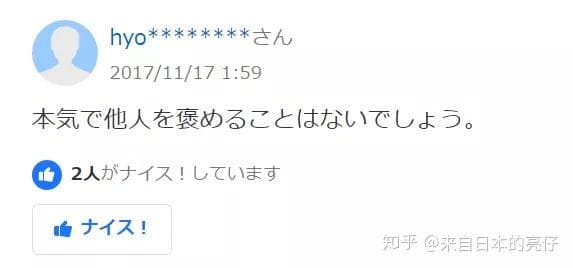 hyo********さん
2017/11/17 1:59
本気で他人を褒めることはないでしょう。
2人がナイス！しています
ナイス！
知乎 @来自日本的亮仔